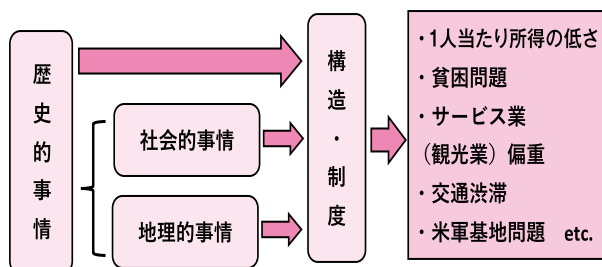 歴史的事情
社会的事情
地理的事情
構造・制度
・1人当たり所得の低さ
・貧困問題
・サービス業
（観光業）偏重
・交通渋滞
・米軍基地問題　etc.